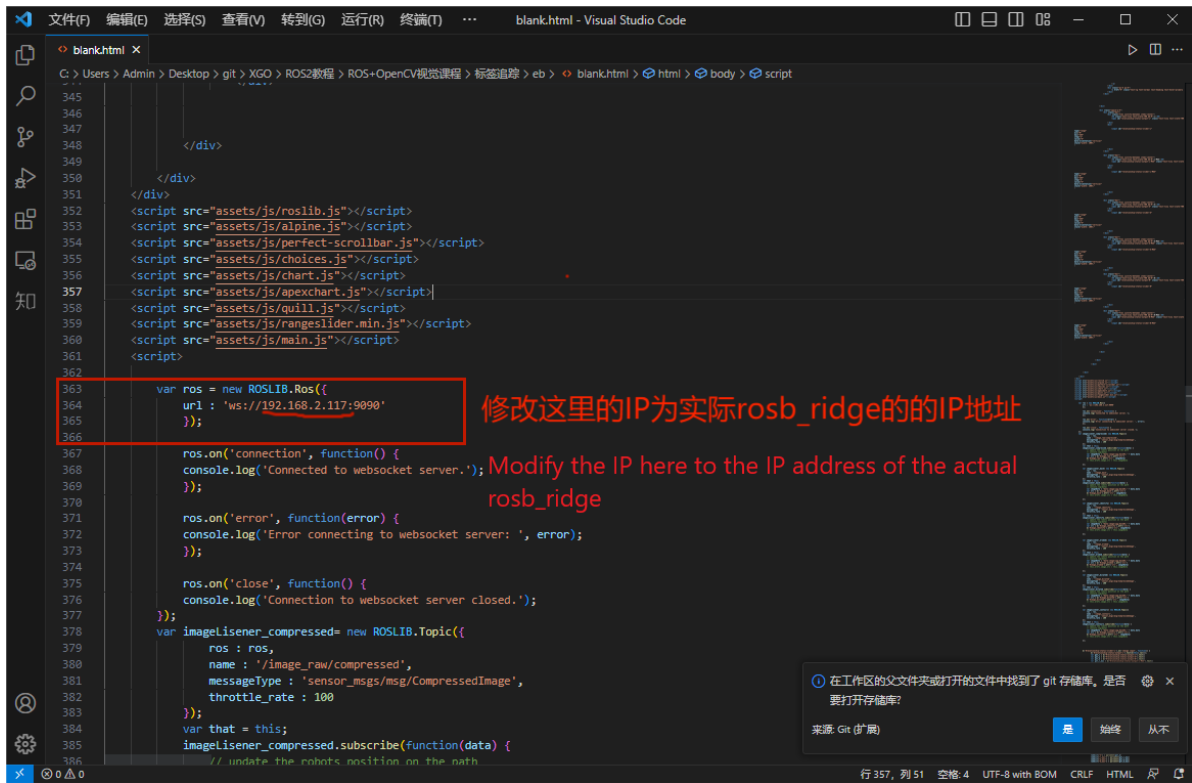 文件(F) 编辑(E) 选择(S) 查看(V) 转到(G) 运行(R) 终端(T) ··· blank.html - Visual Studio Code
blank.html
C: > Users > Admin > Desktop > git > XGO > ROS2教程 > ROS+OpenCV视觉课程 > 标签追踪 > eb > blank.html > html > body > script
345
346
347
348 </div>
349
350 </div>
351 </div>
352 <script src="assets/js/roslib.js"></script>
353 <script src="assets/js/alpine.js"></script>
354 <script src="assets/js/perfect-scrollbar.js"></script>
355 <script src="assets/js/choices.js"></script>
356 <script src="assets/js/chart.js"></script>
357 <script src="assets/js/apexchart.js"></script>
358 <script src="assets/js/quill.js"></script>
359 <script src="assets/js/rangeslider.min.js"></script>
360 <script src="assets/js/main.js"></script>
361 <script>
362
363 var ros = new ROSLIB.Ros({
364 url : 'ws://192.168.2.117:9090'
365 });
366
修改这里的IP为实际rosb_ridge的的IP地址
367 ros.on('connection', function() {
368 console.log('Connected to websocket server.');
369 });
Modify the IP here to the IP address of the actual
rosb_ridge
370
371 ros.on('error', function(error) {
372 console.log('Error connecting to websocket server: ', error);
373 });
374
375 ros.on('close', function() {
376 console.log('Connection to websocket server closed.');
377 });
378 var imageLisener_compressed= new ROSLIB.Topic({
379 ros : ros,
380 name : '/image_raw/compressed',
381 messageType : 'sensor_msgs/msg/CompressedImage',
382 throttle_rate : 100
383 });
384 var that = this;
385 imageLisener_compressed.subscribe(function(data) {
386 // update the robots position on the path
知
在工作区的父文件夹或打开的文件中找到了 git 存储库。是否
要打开存储库?
来源: Git (扩展)
是 始终 从不
0 0 行 357，列 51 空格: 4 UTF-8 with BOM CRLF HTML